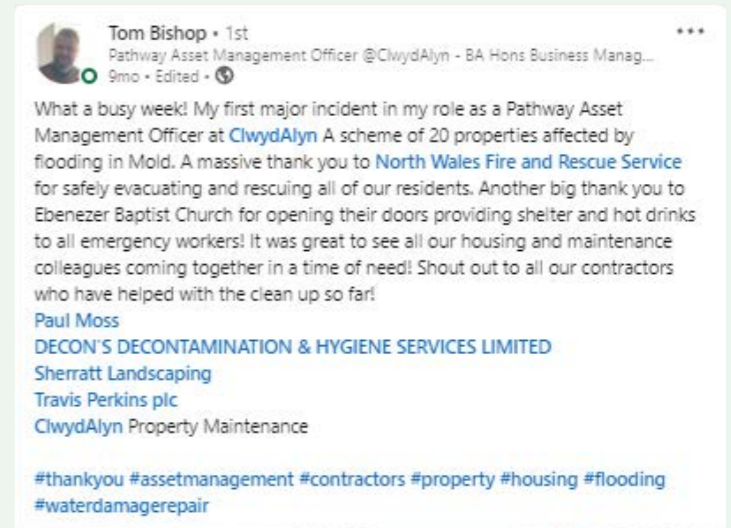 Tom Bishop • 1st
Pathway Asset Management Officer @ClwydAlyn - BA Hons Business Manag...
9mo • Edited •
What a busy week! My first major incident in my role as a Pathway Asset
Management Officer at ClwydAlyn A scheme of 20 properties affected by
flooding in Mold. A massive thank you to North Wales Fire and Rescue Service
for safely evacuating and rescuing all of our residents. Another big thank you to
Ebenezer Baptist Church for opening their doors providing shelter and hot drinks
to all emergency workers! It was great to see all our housing and maintenance
colleagues coming together in a time of need! Shout out to all our contractors
who have helped with the clean up so far!
Paul Moss
DECON`S DECONTAMINATION & HYGIENE SERVICES LIMITED
Sherratt Landscaping
Travis Perkins plc
ClwydAlyn Property Maintenance
#thankyou #assetmanagement #contractors #property #housing #flooding
#waterdamagerepair